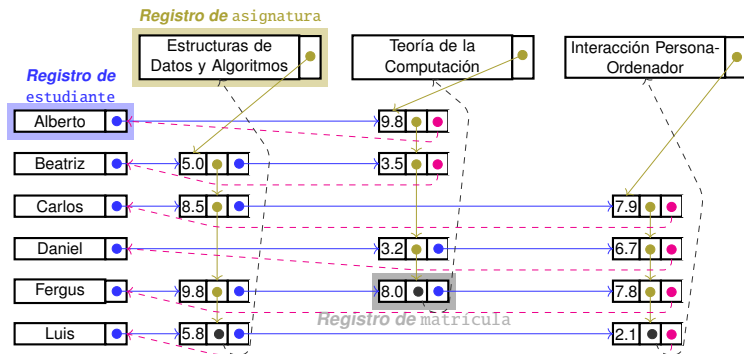 Registro de asignatura
Estructuras de
Datos y Algoritmos
Teoría de la
Computación
Interacción Persona-
Ordenador
Registro de
estudiante
Alberto
9.8
Beatriz
5.0
3.5
Carlos
8.5
7.9
Daniel
3.2
6.7
Fergus
9.8
8.0
7.8
Registro de matrícula
Luis
5.8
2.1